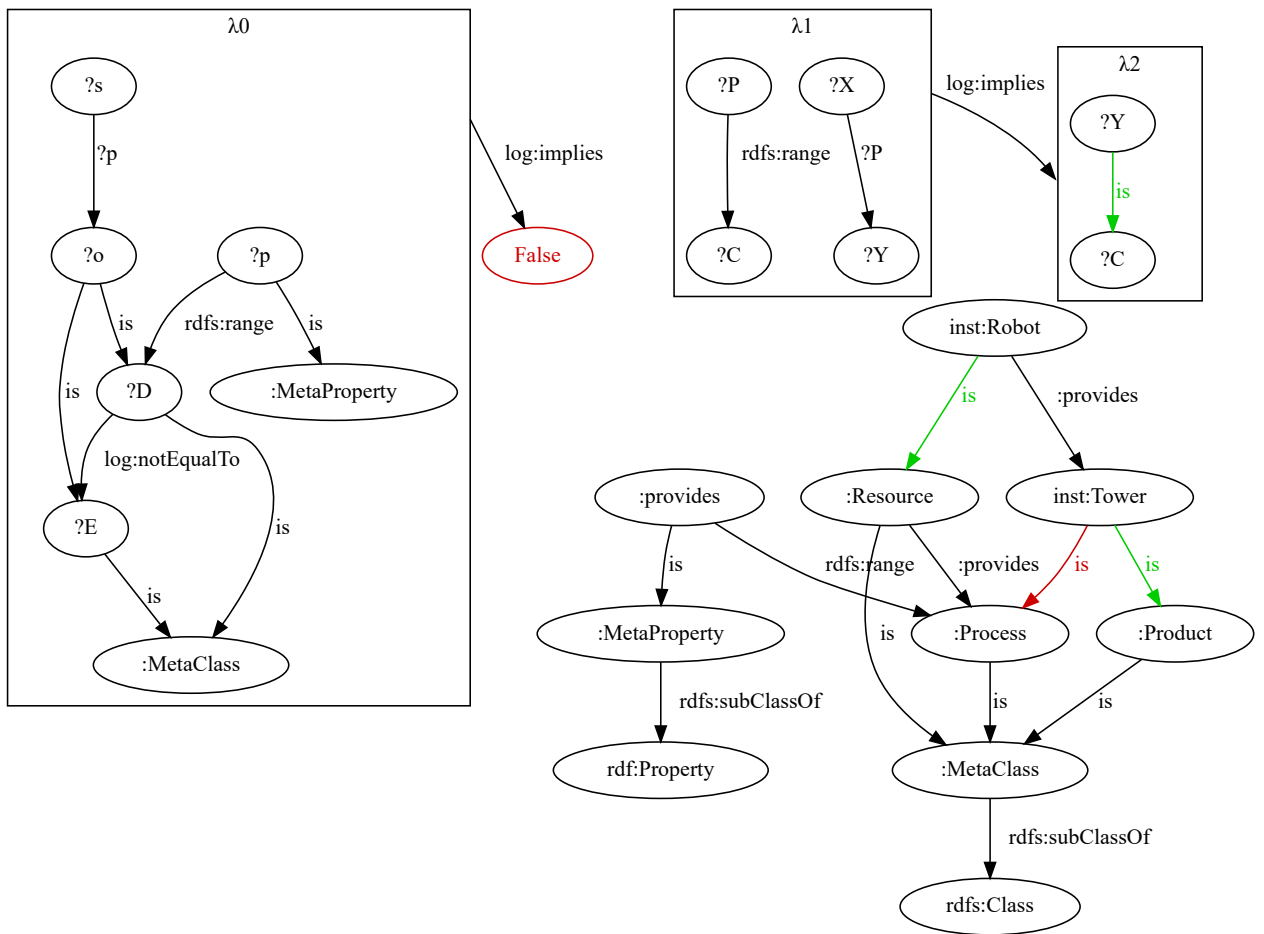 λ0
?s
?p
?o
?p
is
rdfs:range
is
is
?D
:MetaProperty
log:notEqualTo
?E
is
is
:MetaClass
log:implies
False
λ1
?P
?X
rdfs:range
?P
?C
?Y
log:implies
λ2
?Y
is
?C
inst:Robot
is
:provides
:provides
:Resource
inst:Tower
is
rdfs:range
:provides
is
is
:MetaProperty
is
:Process
:Product
rdfs:subClassOf
is
is
rdf:Property
:MetaClass
rdfs:subClassOf
rdfs:Class